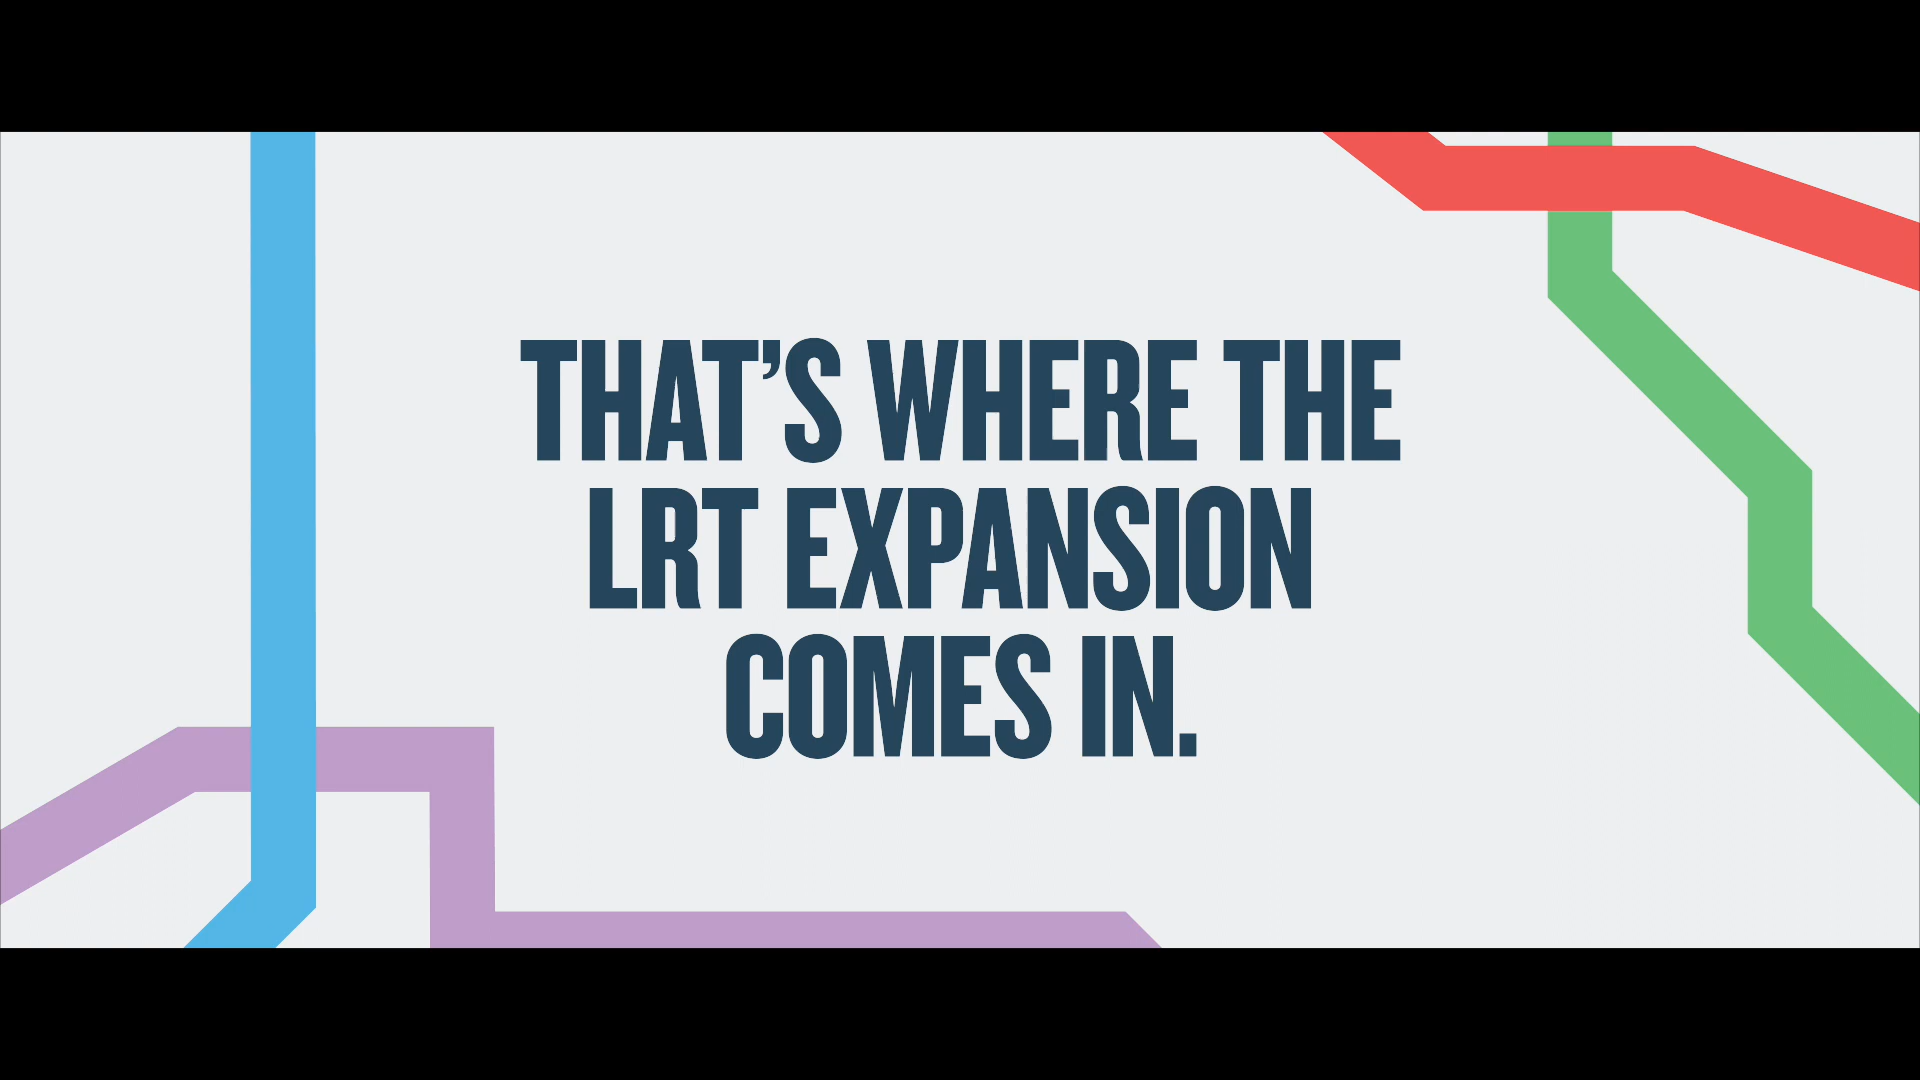 THAT’S WHERE THE
LRT EXPANSION
COMES IN.